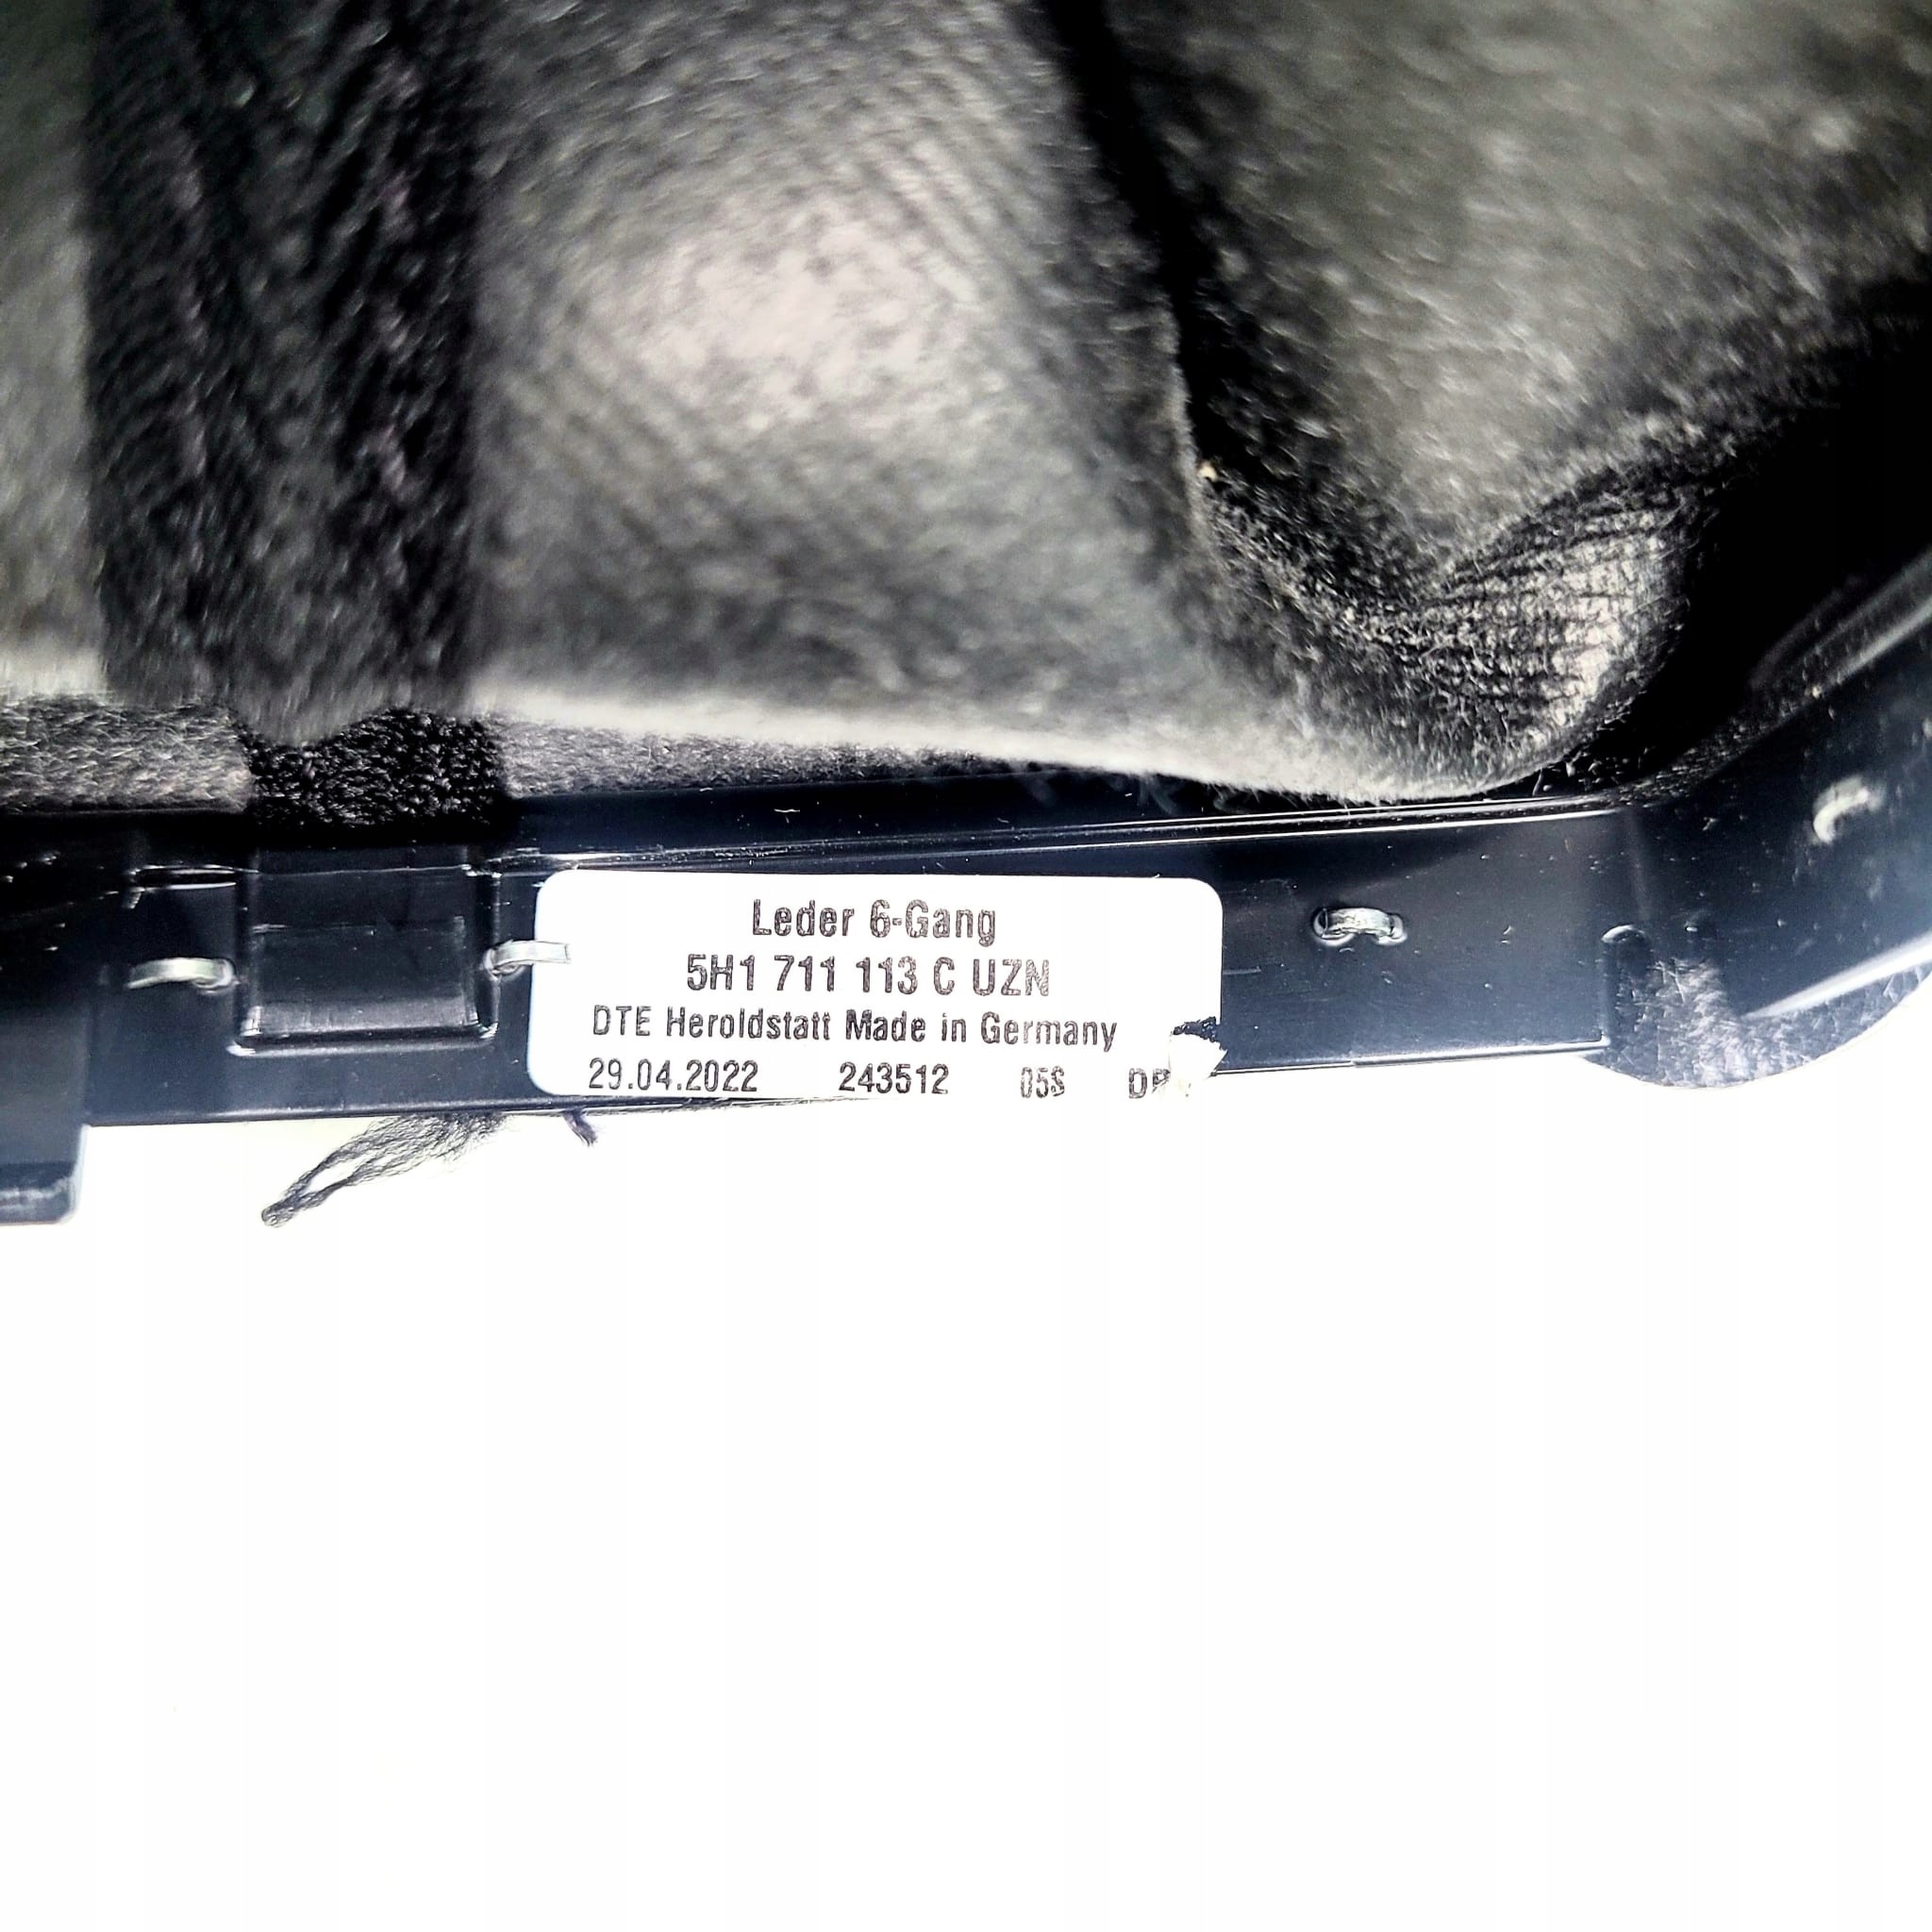 Leder 6-Gang
5H1 711 113 C UZN
DTE Heroldstatt Made in Germany
29.04.2022 243512 05S